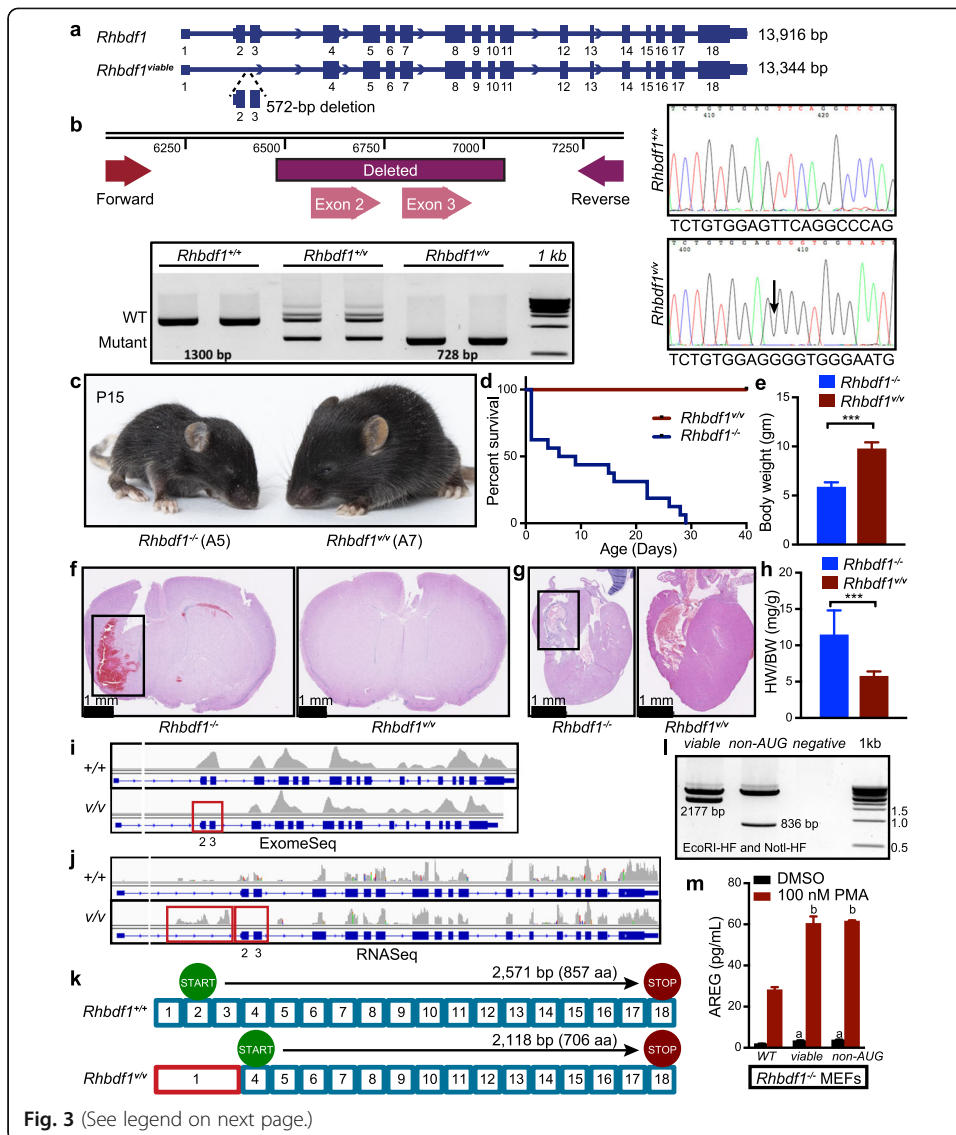 a
Rhbdf1
1 2 3 4 5 6 7 8 9 10 11 12 13 14 15 16 17 18
13,916 bp
Rhbdf1viable
1 4 5 6 7 8 9 10 11 12 13 14 15 16 17 18
13,344 bp
2 3
572-bp deletion
b
6250 6500 6750 7000 7250
Deleted
Forward
Exon 2
Exon 3
Reverse
Rhbdf1+/+ Rhbdf1+/v Rhbdf1v/v 1 kb
WT
Mutant
1300 bp
728 bp
Rhbdf1+/+
TCTGTGGAGTTCAGGCCCAG
410 420
TCTGTGGAGTTCAGGCCCAG
Rhbdf1v/v
TCTGTGGAGGGGTGGGAATG
400 410
TCTGTGGAGGGGTGGGAATG
c
P15
Rhbdf1-/- (A5)
Rhbdf1v/v (A7)
d
Percent survival
100
50
0
Rhbdf1v/v
Rhbdf1-/-
0 10 20 30 40
Age (Days)
e
Rhbdf1-/-
Rhbdf1v/v
***
Body weight (gm)
15
10
5
0
f
1 mm
1 mm
Rhbdf1-/-
Rhbdf1v/v
g
1 mm
1 mm
Rhbdf1-/-
Rhbdf1v/v
h
Rhbdf1-/-
Rhbdf1v/v
***
HW/BW (mg/g)
20
15
10
5
0
i
+/+
v/v
2 3
ExomeSeq
j
+/+
v/v
2 3
RNASeq
k
START
2,571 bp (857 aa)
STOP
Rhbdf1+/+
1 2 3 4 5 6 7 8 9 10 11 12 13 14 15 16 17 18
START
2,118 bp (706 aa)
STOP
Rhbdf1v/v
1 4 5 6 7 8 9 10 11 12 13 14 15 16 17 18
l
viable non-AUG negative 1kb
2177 bp
836 bp
1.5
1.0
0.5
EcoRI-HF and NotI-HF
m
DMSO
100 nM PMA
AREG (pg/mL)
80
60
40
20
0
b
b
a
a
WT viable non-AUG
Rhbdf1-/- MEFs
Fig. 3 (See legend on next page.)